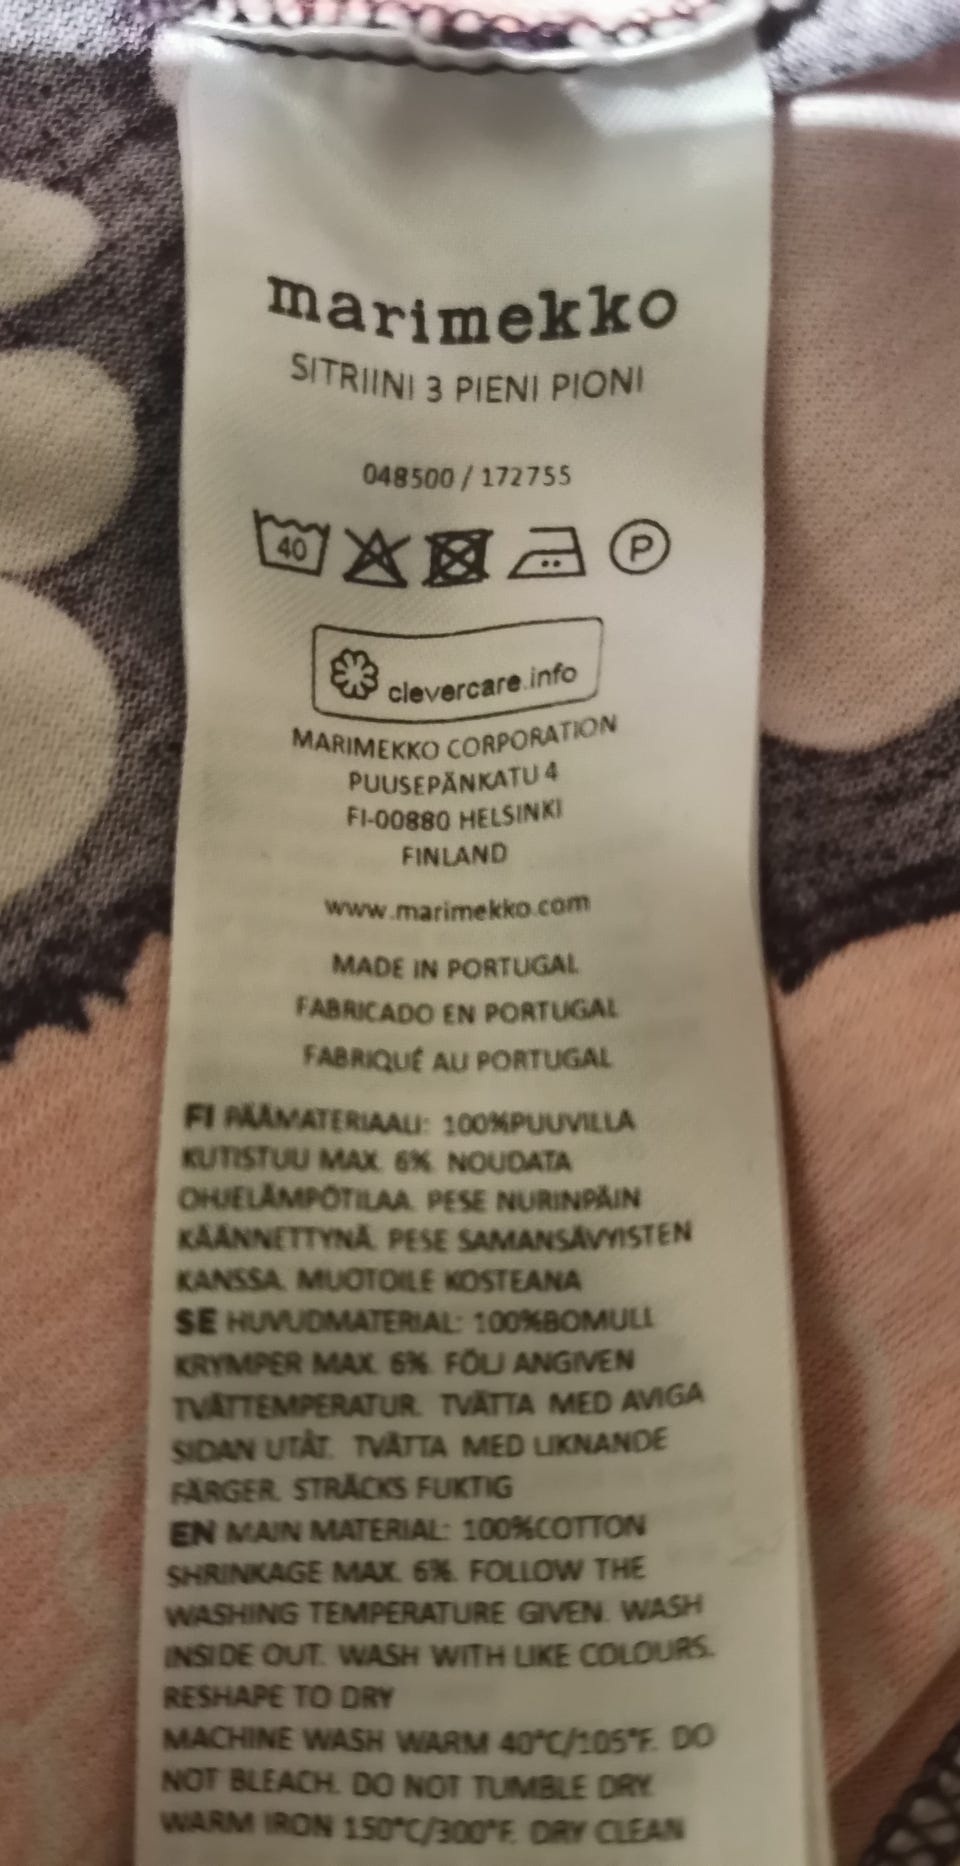 marimekko
SITRIINI 3 PIENI PIONI
048500 / 172755
40 P
clevercare.info
MARIMEKKO CORPORATION
PUUSEPÄNKATU 4
FI-00880 HELSINKI
FINLAND
www.marimekko.com
MADE IN PORTUGAL
FABRICADO EN PORTUGAL
FABRIQUÉ AU PORTUGAL
FI PÄÄMATERIAALI: 100%PUUVILLA
KUTISTUU MAX. 6%. NOUDATA
OHJELÄMPÖTILAA. PESE NURINPÄIN
KÄÄNNETTYNÄ. PESE SAMANSÄVYISTEN
KANSSA. MUOTOILE KOSTEANA
SE HUVUDMATERIAL: 100%BOMULL
KRYMPER MAX. 6%. FÖLJ ANGIVEN
TVÄTTEMPERATUR. TVÄTTA MED AVIGA
SIDAN UTÅT. TVÄTTA MED LIKNANDE
FÄRGER. STRÄCKS FUKTIG
EN MAIN MATERIAL: 100%COTTON
SHRINKAGE MAX. 6%. FOLLOW THE
WASHING TEMPERATURE GIVEN. WASH
INSIDE OUT. WASH WITH LIKE COLOURS.
RESHAPE TO DRY
MACHINE WASH WARM 40°C/105°F. DO
NOT BLEACH. DO NOT TUMBLE DRY.
WARM IRON 150°C/300°F. DRY CLEAN